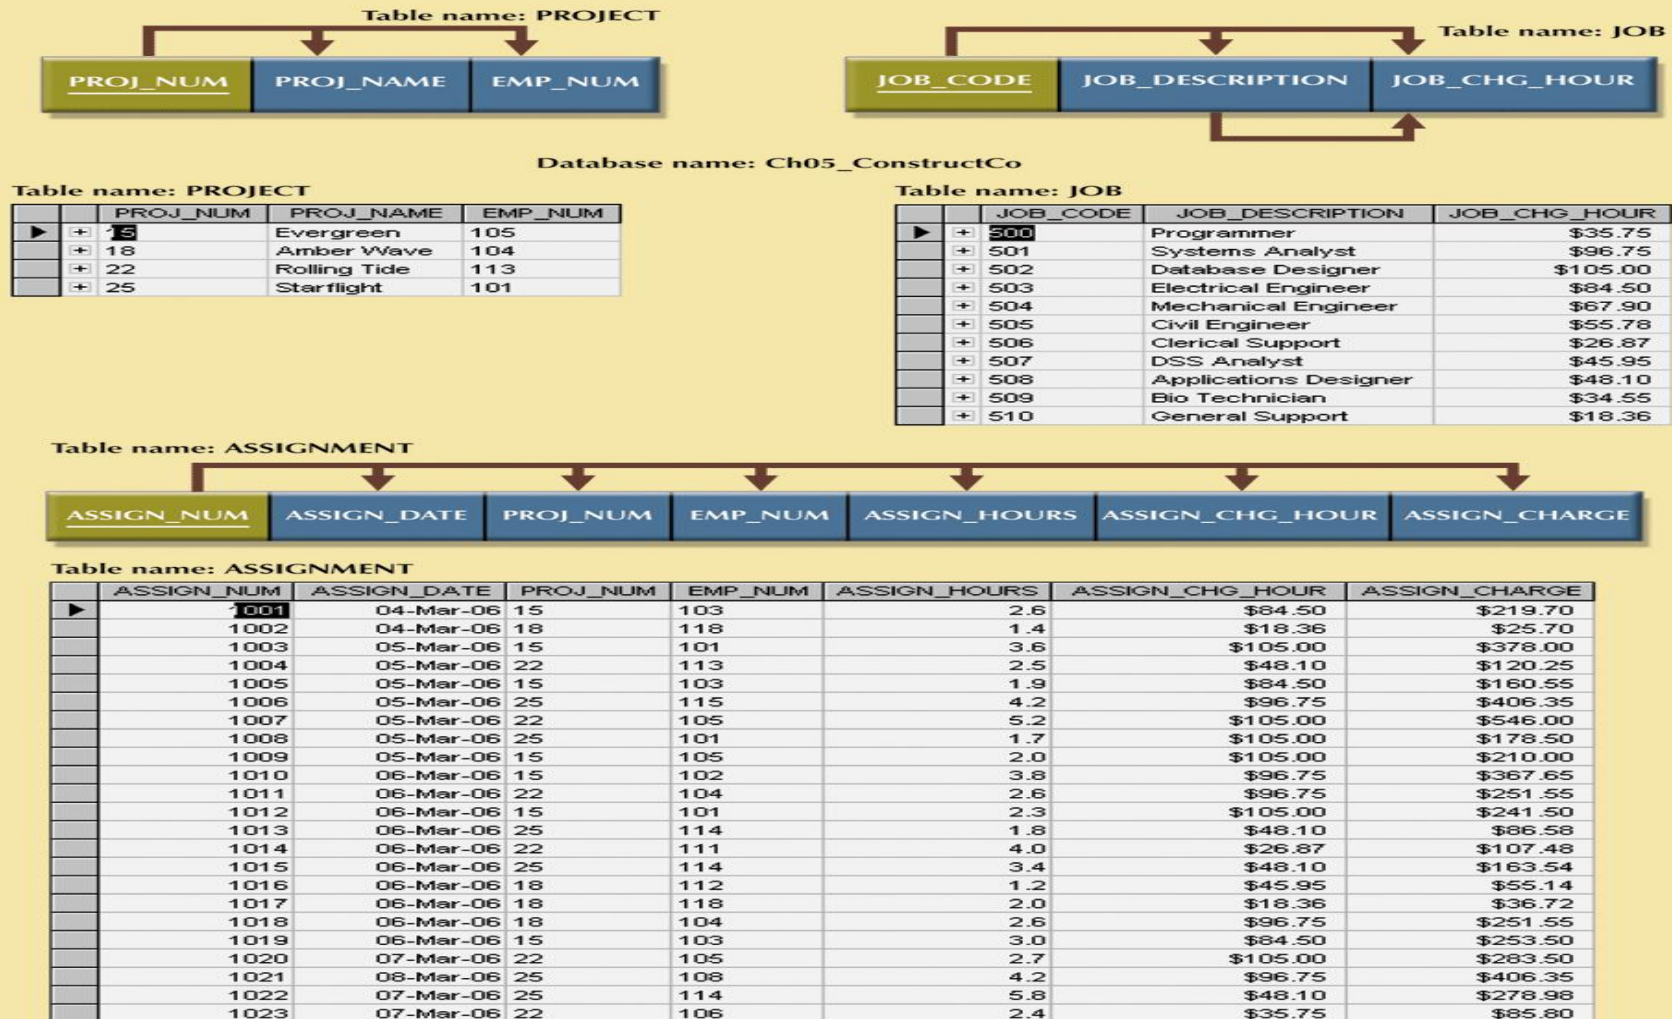 Table name: PROJECT
Table name: JOB
PROJ_NUM PROJ_NAME EMP_NUM
JOB_CODE JOB_DESCRIPTION JOB_CHG_HOUR
Database name: Ch05_ConstructCo
Table name: PROJECT
PROJ_NUM PROJ_NAME EMP_NUM
15 Evergreen 105
18 Amber Wave 104
22 Rolling Tide 113
25 Starflight 101
Table name: JOB
JOB_CODE JOB_DESCRIPTION JOB_CHG_HOUR
500 Programmer $35.75
501 Systems Analyst $96.75
502 Database Designer $105.00
503 Electrical Engineer $84.50
504 Mechanical Engineer $67.90
505 Civil Engineer $55.78
506 Clerical Support $26.87
507 DSS Analyst $45.95
508 Applications Designer $48.10
509 Bio Technician $34.55
510 General Support $18.36
Table name: ASSIGNMENT
ASSIGN_NUM ASSIGN_DATE PROJ_NUM EMP_NUM ASSIGN_HOURS ASSIGN_CHG_HOUR ASSIGN_CHARGE
Table name: ASSIGNMENT
ASSIGN_NUM ASSIGN_DATE PROJ_NUM EMP_NUM ASSIGN_HOURS ASSIGN_CHG_HOUR ASSIGN_CHARGE
1001 04-Mar-06 15 103 2.6 $84.50 $219.70
1002 04-Mar-06 18 118 1.4 $18.36 $25.70
1003 05-Mar-06 15 101 3.6 $105.00 $378.00
1004 05-Mar-06 22 113 2.5 $48.10 $120.25
1005 05-Mar-06 15 103 1.9 $84.50 $160.55
1006 05-Mar-06 25 115 4.2 $96.75 $406.35
1007 05-Mar-06 22 105 5.2 $105.00 $546.00
1008 05-Mar-06 25 101 1.7 $105.00 $178.50
1009 05-Mar-06 15 105 2.0 $105.00 $210.00
1010 06-Mar-06 15 102 3.8 $96.75 $367.65
1011 06-Mar-06 22 104 2.6 $96.75 $251.55
1012 06-Mar-06 15 101 2.3 $105.00 $241.50
1013 06-Mar-06 25 114 1.8 $48.10 $86.58
1014 06-Mar-06 22 111 4.0 $26.87 $107.48
1015 06-Mar-06 25 114 3.4 $48.10 $163.54
1016 06-Mar-06 18 112 1.2 $45.95 $55.14
1017 06-Mar-06 18 118 2.0 $18.36 $36.72
1018 06-Mar-06 18 104 2.6 $96.75 $251.55
1019 06-Mar-06 15 103 3.0 $84.50 $253.50
1020 07-Mar-06 22 105 2.7 $105.00 $283.50
1021 08-Mar-06 25 108 4.2 $96.75 $406.35
1022 07-Mar-06 25 114 5.8 $48.10 $278.98
1023 07-Mar-06 22 106 2.4 $35.75 $85.80